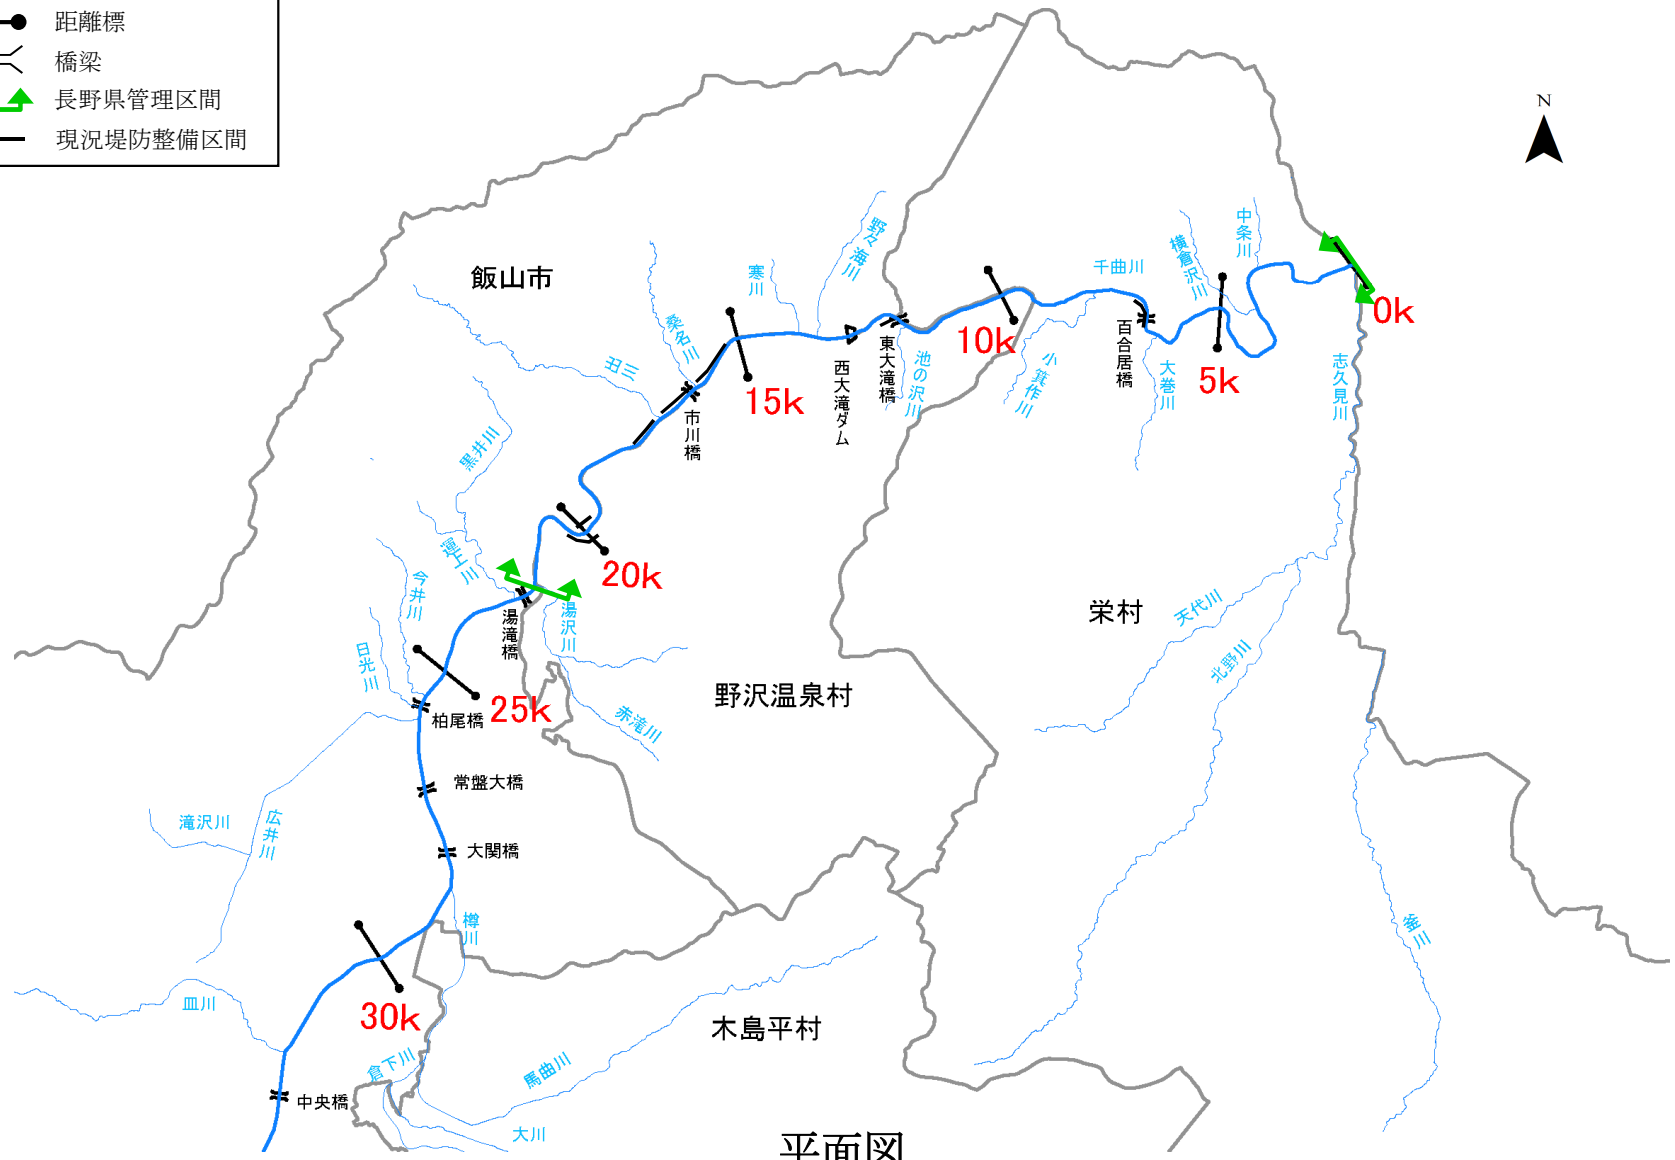 距離標
橋梁
長野県管理区間
現況堤防整備区間
N
飯山市
寒川
野々海川
千曲川
横倉沢川
中条川
0k
桑名川
三丑
15k
西大滝ダム
東大滝橋
池の沢川
10k
小箕作川
百合居橋
大巻川
5k
志久見川
市川橋
黒井川
運上川
今井川
日光川
20k
湯滝橋
湯沢川
栄村
天代川
北野川
野沢温泉村
25k
柏尾橋
赤滝川
常盤大橋
滝沢川
広井川
大関橋
樽川
釜川
皿川
30k
木島平村
倉下川
馬曲川
中央橋
大川
平面図